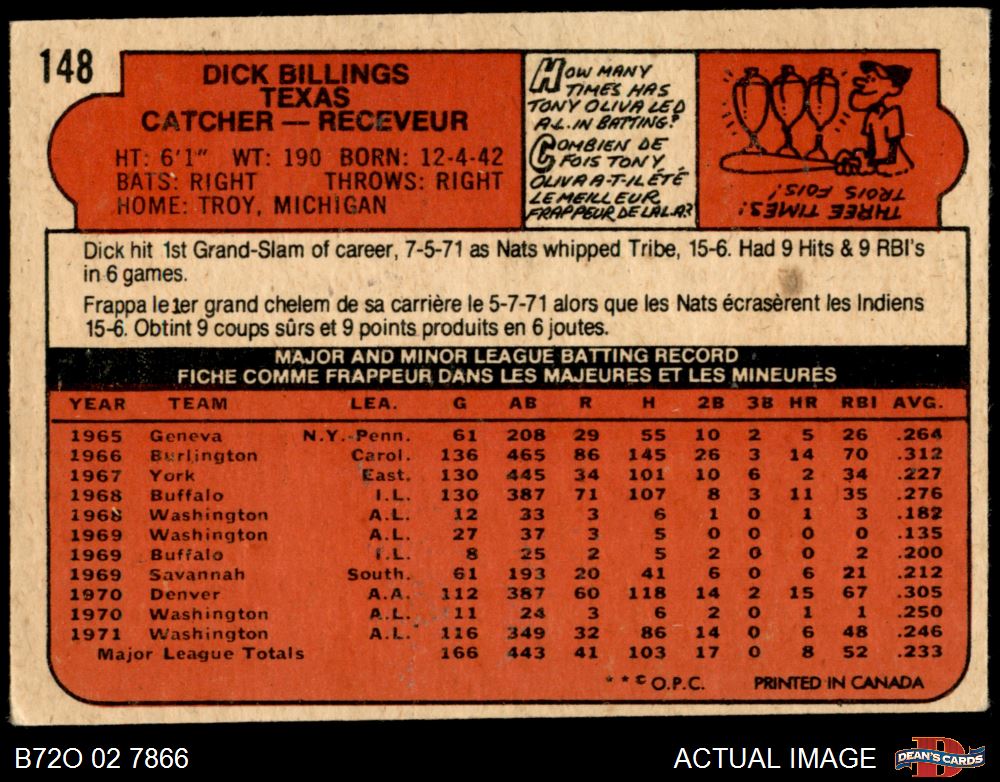 148
DICK BILLINGS
TEXAS
CATCHER — RECEVEUR
HT: 6'1" WT: 190 BORN: 12-4-42
BATS: RIGHT THROWS: RIGHT
HOME: TROY, MICHIGAN
HOW MANY
TIMES HAS
TONY OLIVA LED
A.L. IN BATTING?
COMBIEN DE
FOIS TONY
OLIVA A-T-IL ÉTÉ
LE MEILLEUR
FRAPPEUR DE LA L.A?
THREE TIMES!
TROIS FOIS!
Dick hit 1st Grand-Slam of career, 7-5-71 as Nats whipped Tribe, 15-6. Had 9 Hits & 9 RBI's
in 6 games.
Frappa le 1er grand chelem de sa carrière le 5-7-71 alors que les Nats écrasèrent les Indiens
15-6. Obtint 9 coups sûrs et 9 points produits en 6 joutes.
MAJOR AND MINOR LEAGUE BATTING RECORD
FICHE COMME FRAPPEUR DANS LES MAJEURES ET LES MINEURES
YEAR TEAM LEA. G AB R H 2B 3B HR RBI AVG.
1965 Geneva N.Y.-Penn. 61 208 29 55 10 2 5 26 .264
1966 Burlington Carol. 136 465 86 145 26 3 14 70 .312
1967 York East. 130 445 34 101 10 6 2 34 .227
1968 Buffalo I.L. 130 387 71 107 8 3 11 35 .276
1968 Washington A.L. 12 33 3 6 1 0 1 3 .182
1969 Washington A.L. 27 37 3 5 0 0 0 0 .135
1969 Buffalo I.L. 8 25 2 5 2 0 0 2 .200
1969 Savannah South. 61 193 20 41 6 0 6 21 .212
1970 Denver A.A. 112 387 60 118 14 2 15 67 .305
1970 Washington A.L. 11 24 3 6 2 0 1 1 .250
1971 Washington A.L. 116 349 32 86 14 0 6 48 .246
Major League Totals 166 443 41 103 17 0 8 52 .233
* * © O.P.C. PRINTED IN CANADA
B72O 02 7866
ACTUAL IMAGE
D
DEAN'S CARDS